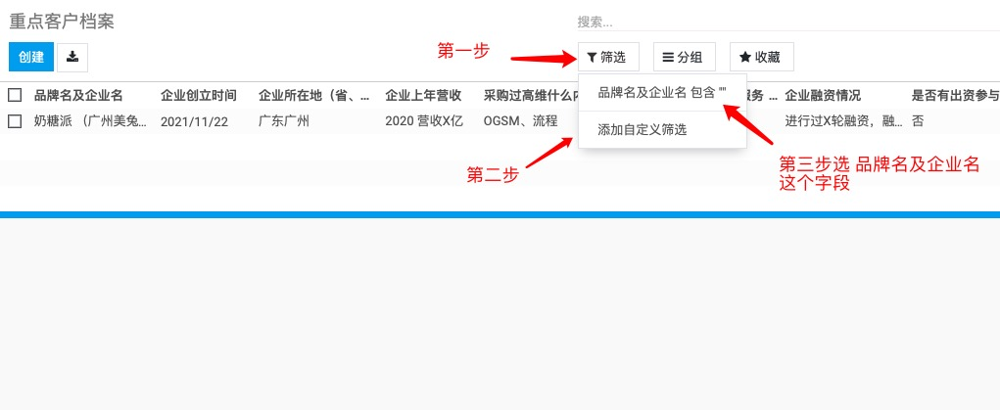 重点客户档案
搜索...
创建
第一步
筛选
分组
收藏
品牌名及企业名 企业创立时间 企业所在地（省、... 企业上年营收 采购过高维什么 服务 ... 企业融资情况 是否有出资参与
品牌名及企业名 包含 ""
奶糖派 （广州美兔... 2021/11/22 广东广州 2020 营收X亿 OGSM、流程 进行过X轮融资，融... 否
添加自定义筛选
第二步
第三步选 品牌名及企业名
这个字段